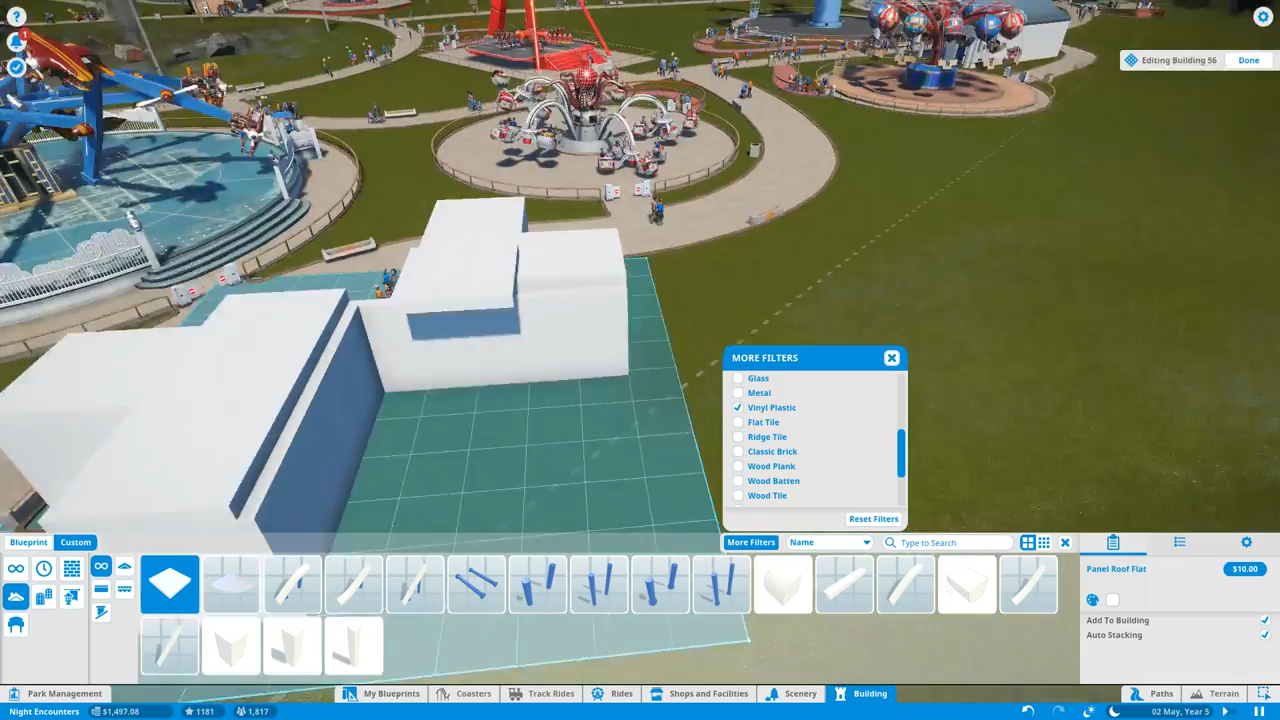 ?
1
Editing Building 56 Done
MORE FILTERS
Glass
Metal
Vinyl Plastic
Flat Tile
Ridge Tile
Classic Brick
Wood Plank
Wood Batten
Wood Tile
Reset Filters
Blueprint Custom
More Filters Name Type to Search
Panel Roof Flat $10.00
Add To Building
Auto Stacking
Park Management My Blueprints Coasters Track Rides Rides Shops and Facilities Scenery Building Paths Terrain
Night Encounters $1,497.08 1181 1,817 02 May, Year 5